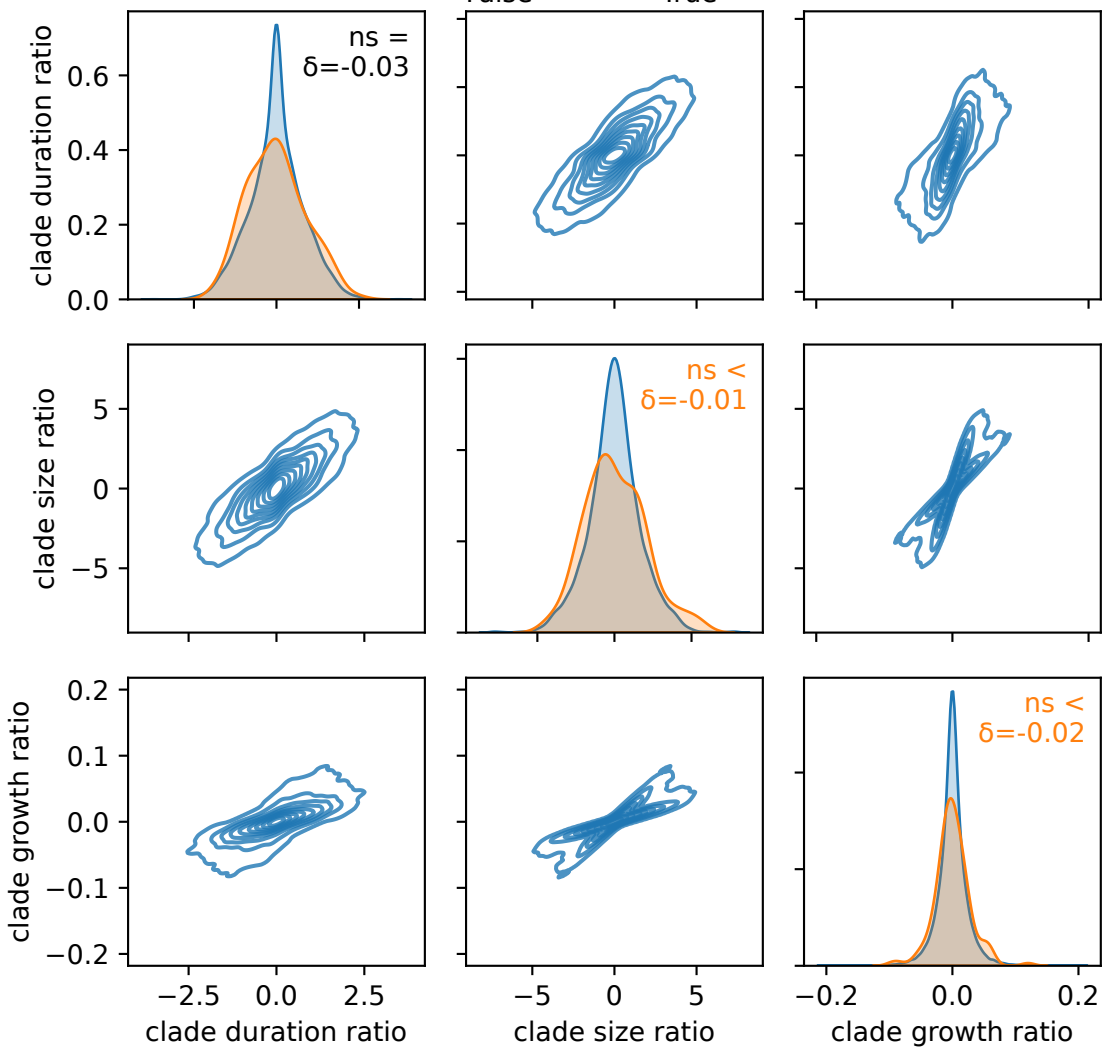 ns =
δ=-0.03
clade duration ratio
0.6
0.4
0.2
0.0
ns <
δ=-0.01
clade size ratio
5
0
−5
ns <
δ=-0.02
clade growth ratio
0.2
0.1
0.0
−0.1
−0.2
−2.5 0.0 2.5
−5 0 5
−0.2 0.0 0.2
clade duration ratio
clade size ratio
clade growth ratio